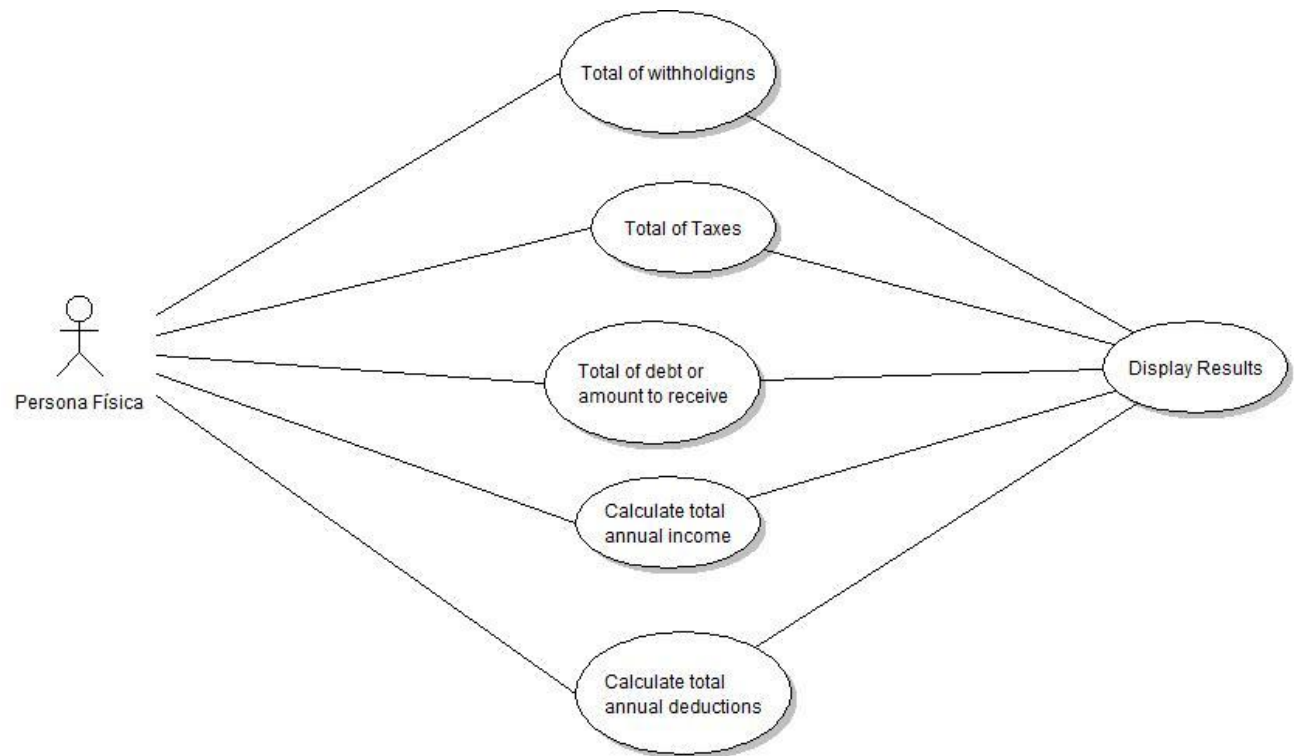 Total of withholdigns
Total of Taxes
Persona Física
Total of debt or
amount to receive
Display Results
Calculate total
annual income
Calculate total
annual deductions